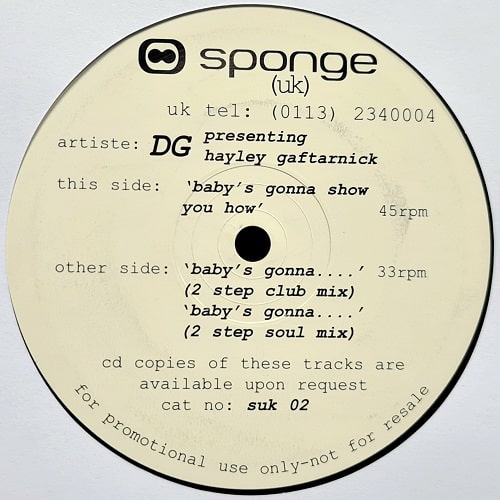 sponge
(uk)
uk tel: (0113) 2340004
artiste: DG presenting
hayley gaftarnick
this side: 'baby's gonna show
you how' 45rpm
other side: 'baby's gonna....' 33rpm
(2 step club mix)
'baby's gonna....'
(2 step soul mix)
cd copies of these tracks are
available upon request
cat no: suk 02
for promotional use only-not for resale